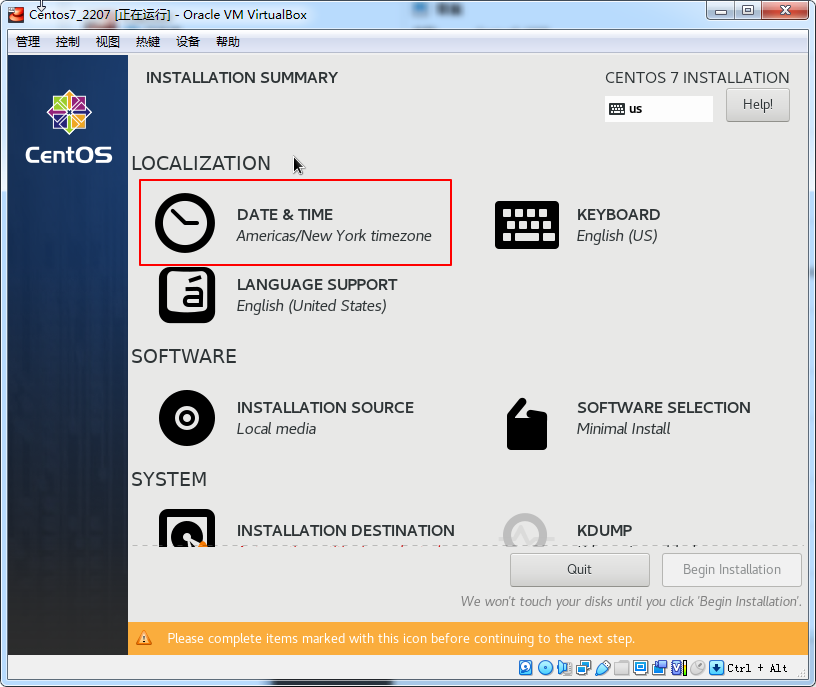 Centos7_2207 [正在运行] - Oracle VM VirtualBox
管理 控制 视图 热键 设备 帮助
INSTALLATION SUMMARY
CENTOS 7 INSTALLATION
us
Help!
CentOS
LOCALIZATION
DATE & TIME
Americas/New York timezone
KEYBOARD
English (US)
LANGUAGE SUPPORT
English (United States)
SOFTWARE
INSTALLATION SOURCE
Local media
SOFTWARE SELECTION
Minimal Install
SYSTEM
INSTALLATION DESTINATION
KDUMP
Quit
Begin Installation
We won't touch your disks until you click 'Begin Installation'.
Please complete items marked with this icon before continuing to the next step.
Ctrl + Alt